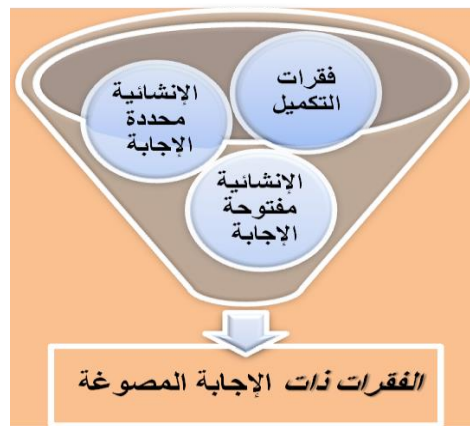 فقرات
التكميل
الإنشائية
محددة
الإجابة
الإنشائية
مفتوحة
الإجابة
الفقرات ذات الإجابة المصوغة